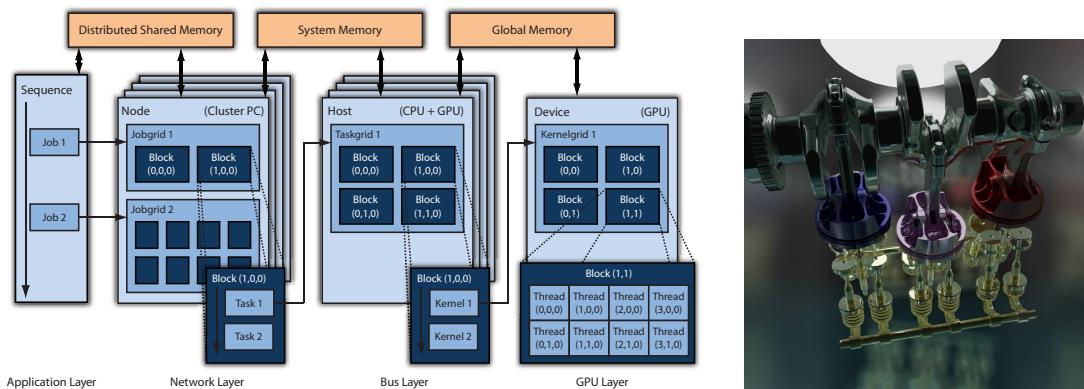 Distributed Shared Memory
System Memory
Global Memory
Sequence
Job 1
Job 2
Node (Cluster PC)
Jobgrid 1
Block
(0,0,0)
Block
(1,0,0)
Jobgrid 2
Block (1,0,0)
Task 1
Task 2
Host (CPU + GPU)
Taskgrid 1
Block
(0,0,0)
Block
(1,0,0)
Block
(0,1,0)
Block
(1,1,0)
Block (1,0,0)
Kernel 1
Kernel 2
Device (GPU)
Kernelgrid 1
Block
(0,0)
Block
(1,0)
Block
(0,1)
Block
(1,1)
Block (1,1)
Thread
(0,0,0)
Thread
(1,0,0)
Thread
(2,0,0)
Thread
(3,0,0)
Thread
(0,1,0)
Thread
(1,1,0)
Thread
(2,1,0)
Thread
(3,1,0)
Application Layer
Network Layer
Bus Layer
GPU Layer